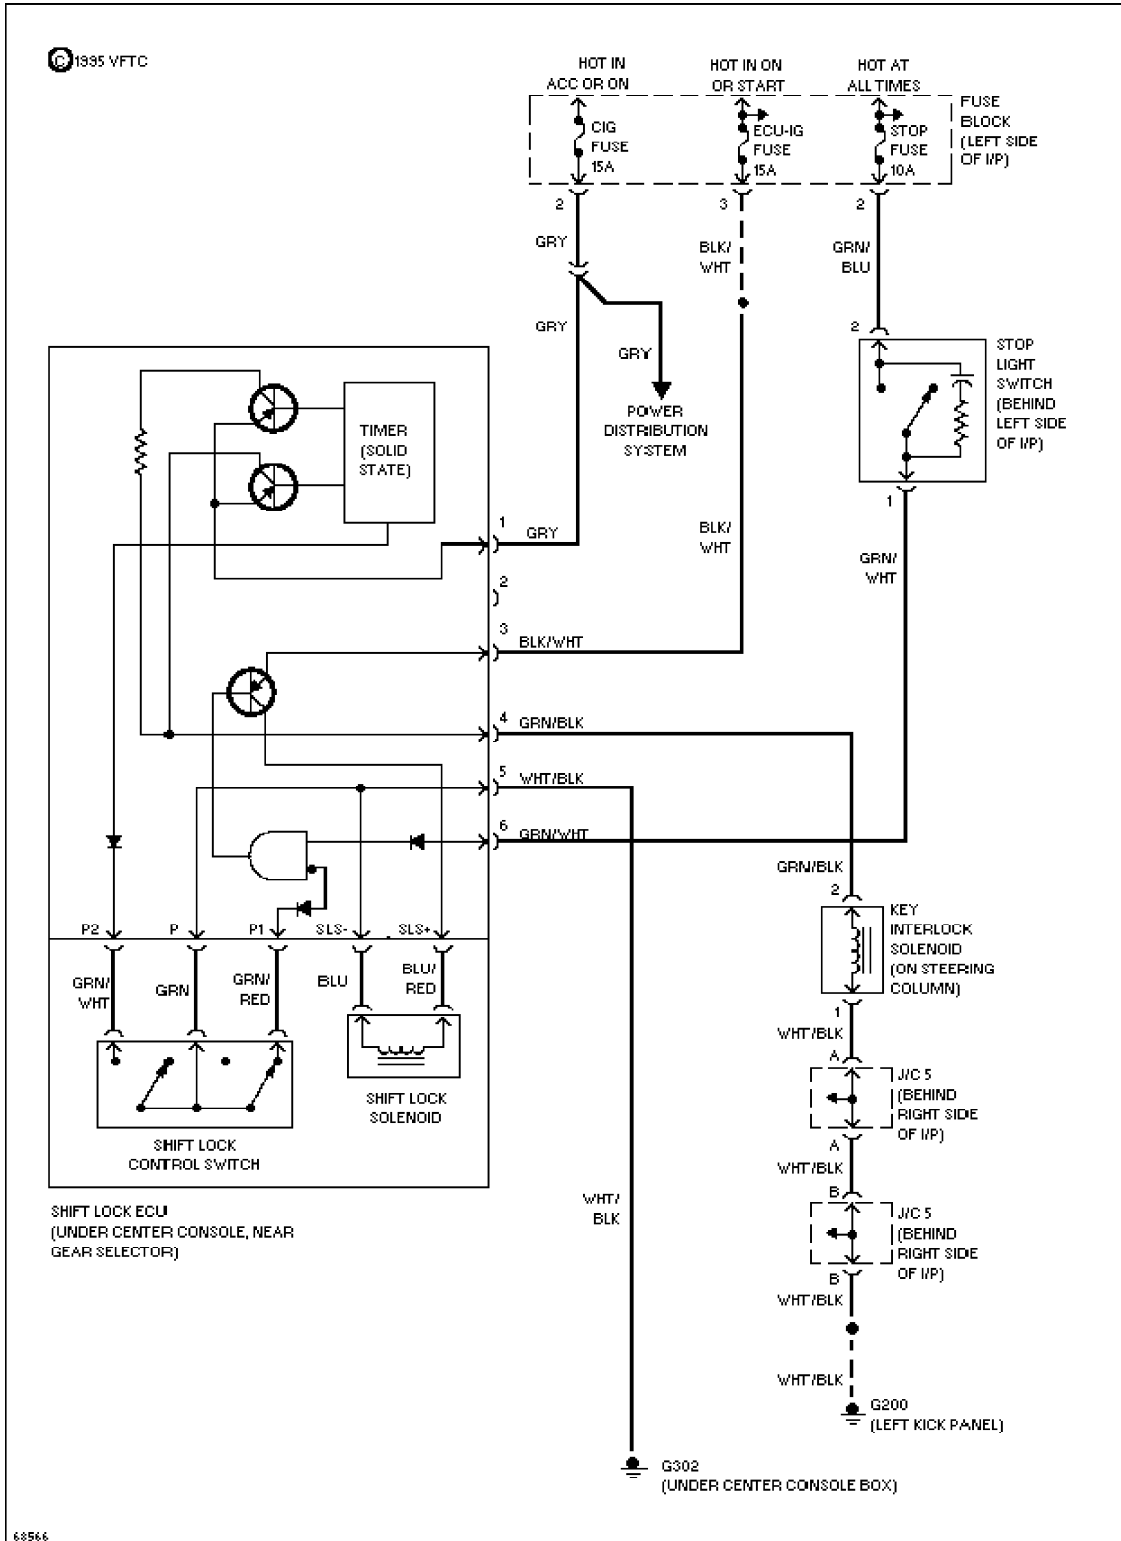 © 1995 VFTC
HOT IN
ACC OR ON
HOT IN ON
OR START
HOT AT
ALL TIMES
CIG
FUSE
15A
ECU-IG
FUSE
15A
STOP
FUSE
10A
FUSE
BLOCK
(LEFT SIDE
OF I/P)
2
3
2
GRY
BLK/
WHT
GRN/
BLU
GRY
GRY
POWER
DISTRIBUTION
SYSTEM
2
STOP
LIGHT
SWITCH
(BEHIND
LEFT SIDE
OF I/P)
1
TIMER
(SOLID
STATE)
1
GRY
BLK/
WHT
GRN/
WHT
2
3
BLK/WHT
4
GRN/BLK
5
WHT/BLK
6
GRN/WHT
GRN/BLK
2
KEY
INTERLOCK
SOLENOID
(ON STEERING
COLUMN)
1
P2
P
P1
SLS-
SLS+
GRN/
WHT
GRN
GRN/
RED
BLU
BLU/
RED
SHIFT LOCK
CONTROL SWITCH
SHIFT LOCK
SOLENOID
WHT/BLK
A
J/C 5
(BEHIND
RIGHT SIDE
OF I/P)
A
WHT/BLK
B
J/C 5
(BEHIND
RIGHT SIDE
OF I/P)
B
WHT/BLK
SHIFT LOCK ECU
(UNDER CENTER CONSOLE, NEAR
GEAR SELECTOR)
WHT/
BLK
WHT/BLK
G200
(LEFT KICK PANEL)
G302
(UNDER CENTER CONSOLE BOX)
68566